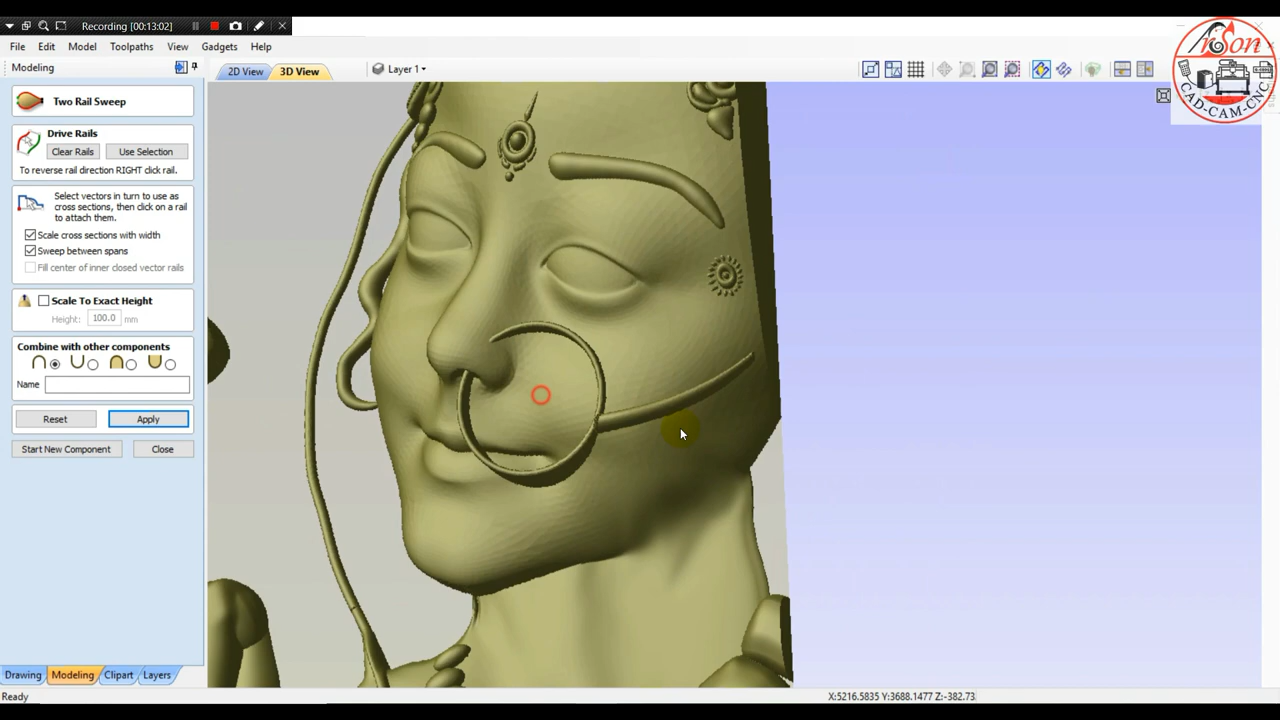 Recording [00:13:02]
File Edit Model Toolpaths View Gadgets Help
Modeling
2D View 3D View Layer 1
Two Rail Sweep
Drive Rails
Clear Rails Use Selection
To reverse rail direction RIGHT click rail.
Select vectors in turn to use as
cross sections, then click on a rail
to attach them.
Scale cross sections with width
Sweep between spans
Fill center of inner closed vector rails
Scale To Exact Height
Height: 100.0 mm
Combine with other components
Name
Reset Apply
Start New Component Close
Drawing Modeling Clipart Layers
Ready
X:5216.5835 Y:3688.1477 Z:-382.73
CAD-CAM-CNC